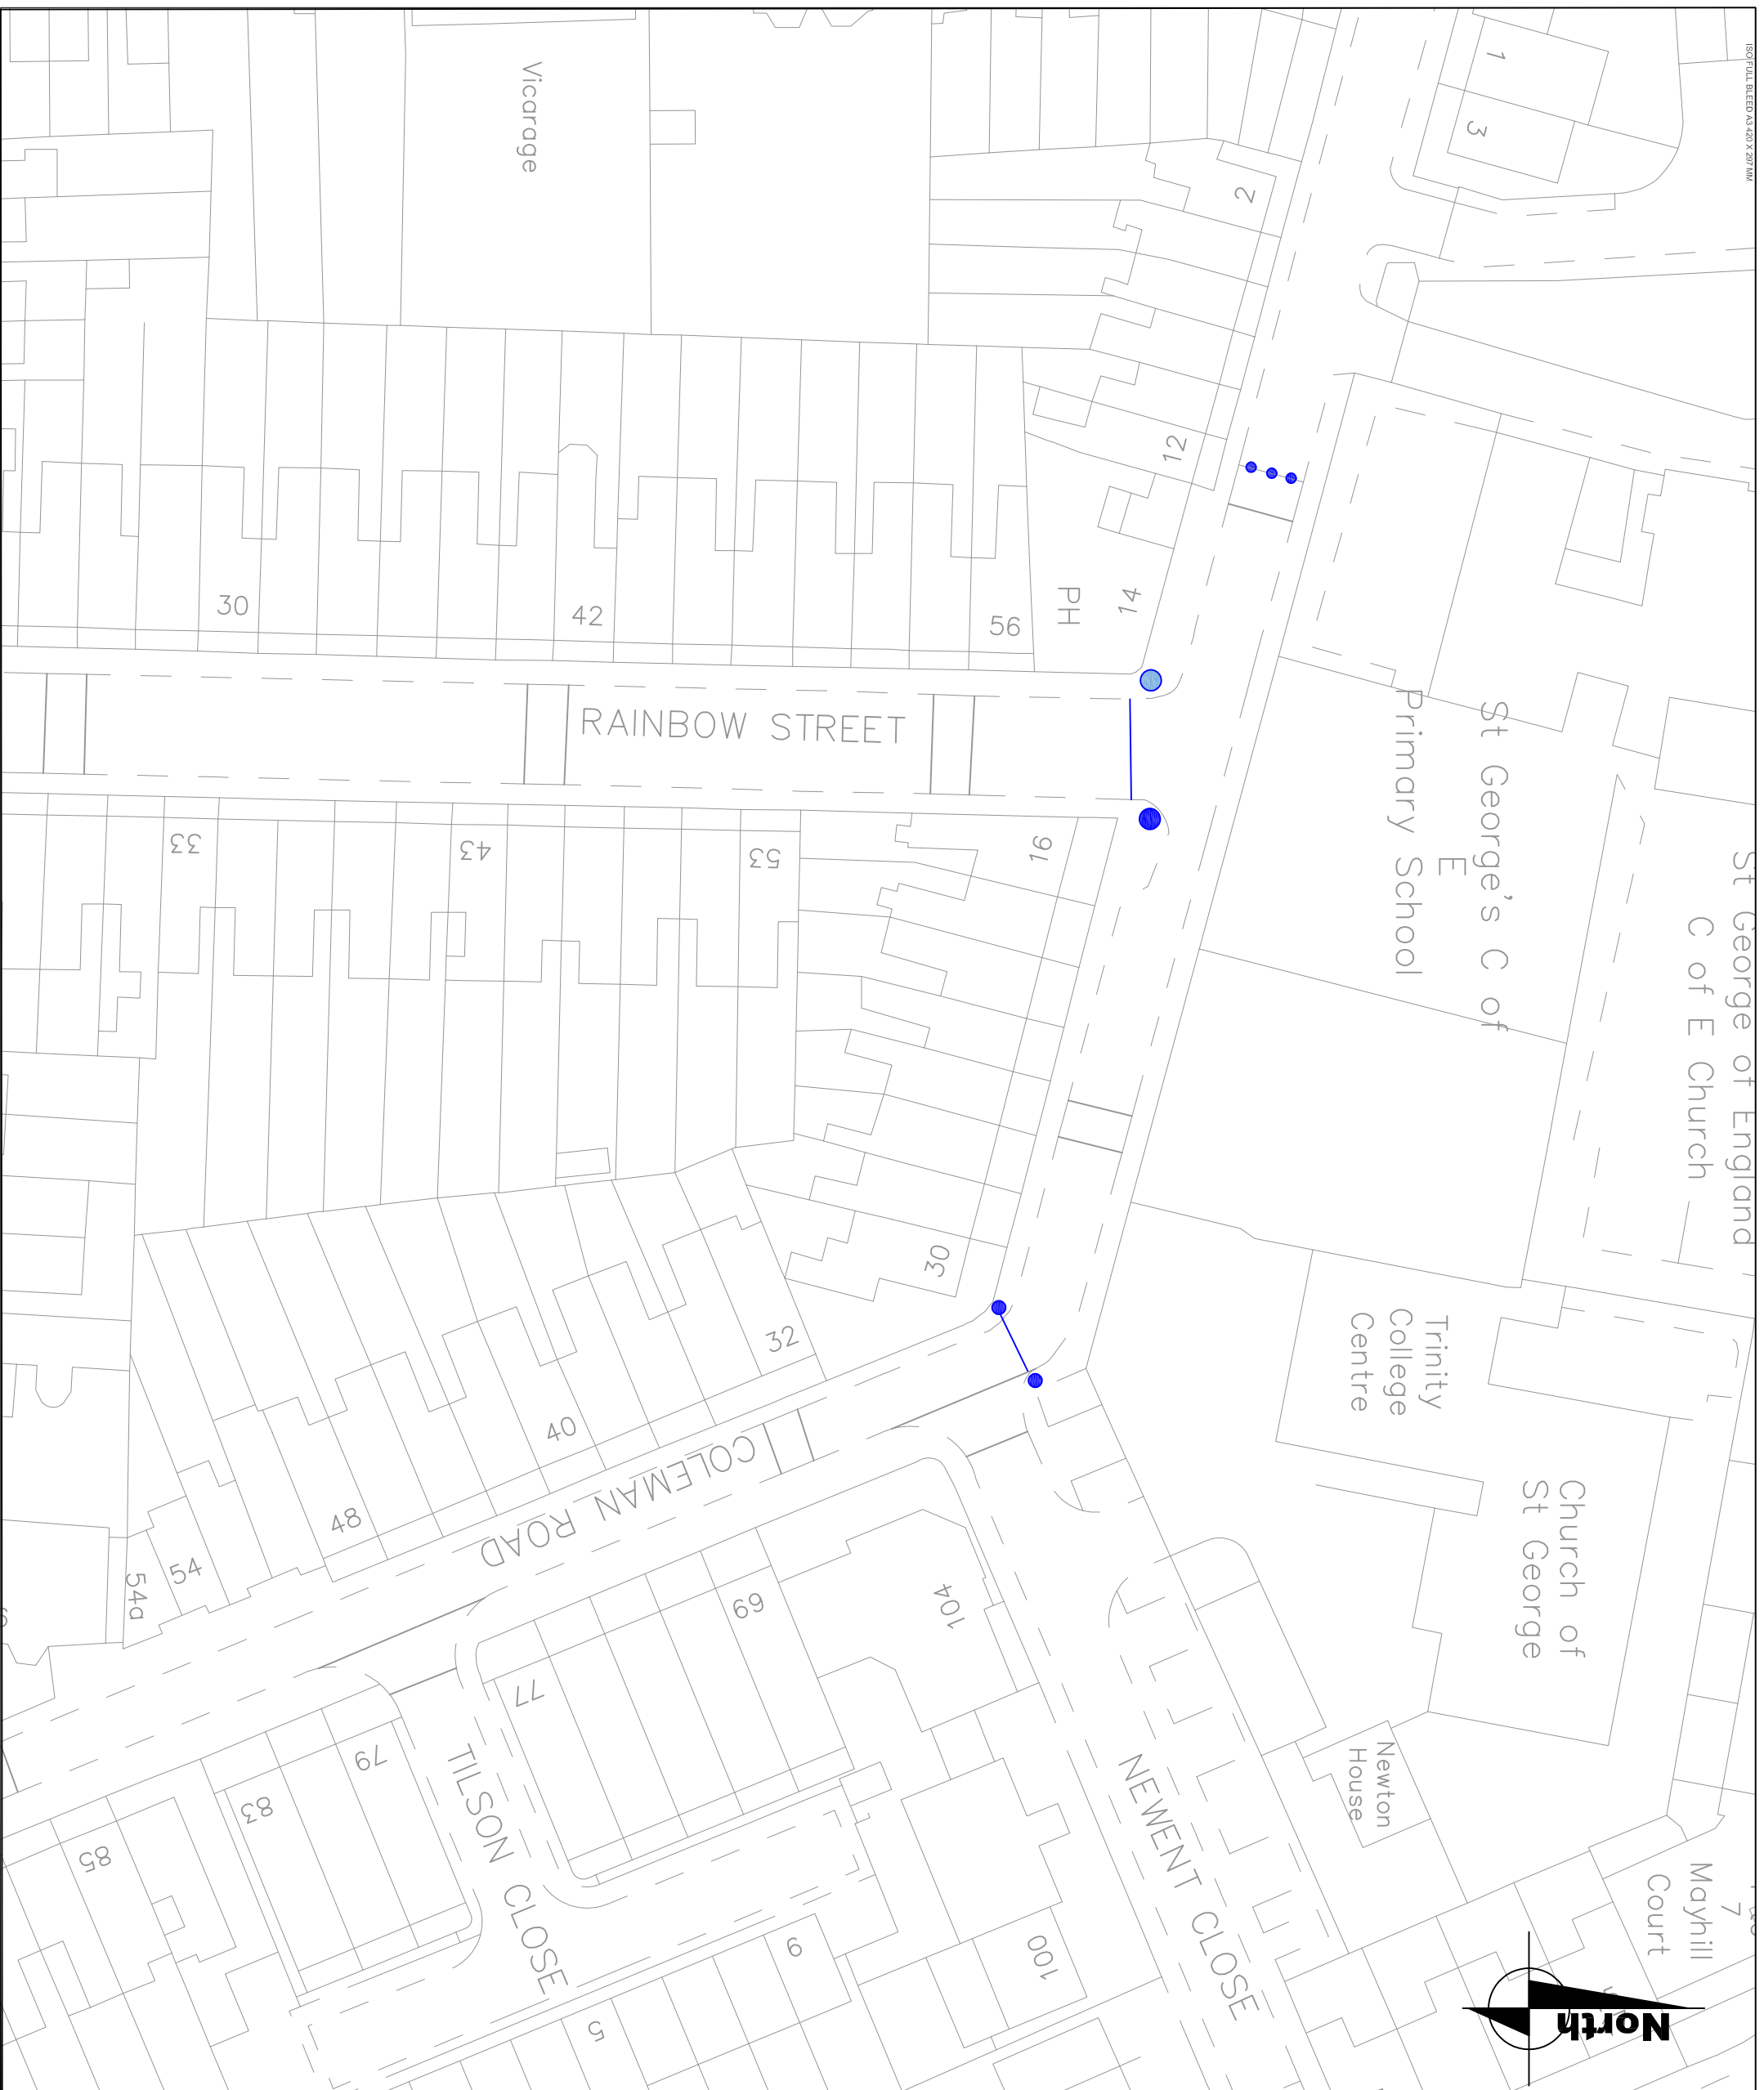 ISO FULL BLEED A3 420 X 297 MM
1
3
Vicarage
2
12
14
PH
30
42
56
RAINBOW STREET
St George's C of
E
Primary School
St George of England
C of E Church
33
43
53
16
30
32
40
48
54
54a
COLEMAN ROAD
Trinity
College
Centre
Church of
St George
69
104
77
79
83
85
TILSON CLOSE
NEWENT CLOSE
Newton
House
Mayhill
Court
7
9
5
100
North